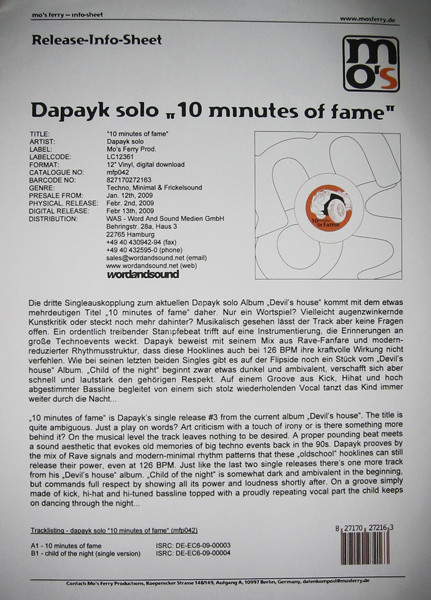 mo's ferry – info-sheet www.mosferry.de
Release-Info-Sheet
mo's
Dapayk solo „10 minutes of fame"
TITLE: "10 minutes of fame"
ARTIST: Dapayk solo
LABEL: Mo's Ferry Prod.
LABELCODE: LC12361
FORMAT: 12" Vinyl, digital download
CATALOGUE NO: mfp042
BARCODE NO: 827170272163
GENRE: Techno, Minimal & Frickelsound
PRESALE FROM: Jan. 12th, 2009
PHYSICAL RELEASE: Febr. 2nd, 2009
DIGITAL RELEASE: Febr 13th, 2009
DISTRIBUTION: WAS - Word And Sound Medien GmbH
Behringstr. 28a, Haus 3
22765 Hamburg
+49 40 430942-94 (fax)
+49 40 432595-0 (phone)
sales@wordandsound.net (email)
www.wordandsound.net (web)
wordandsound
10 minutes
of fame
Die dritte Singleauskopplung zum aktuellen Dapayk solo Album „Devil's house" kommt mit dem etwas
mehrdeutigen Titel „10 minutes of fame" daher. Nur ein Wortspiel? Vielleicht augenzwinkernde
Kunstkritik oder steckt noch mehr dahinter? Musikalisch gesehen lässt der Track aber keine Fragen
offen. Ein ordentlich treibender Stampfebeat trifft auf eine Instrumentierung, die Erinnerungen an
große Technoevents weckt. Dapayk beweist mit seinem Mix aus Rave-Fanfare und modern-
reduzierter Rhythmusstruktur, dass diese Hooklines auch bei 126 BPM ihre kraftvolle Wirkung nicht
verfehlen. Wie bei seinen letzten beiden Singles gibt es auf der Flipside noch ein Stück vom „Devil's
house" Album. „Child of the night" beginnt zwar etwas dunkel und ambivalent, verschafft sich aber
schnell und lautstark den gehörigen Respekt. Auf einem Groove aus Kick, Hihat und hoch
abgestimmter Bassline begleitet von einem sich stolz wiederholenden Vocal tanzt das Kind immer
weiter durch die Nacht...
„10 minutes of fame" is Dapayk's single release #3 from the current album „Devil's house". The title is
quite ambiguous. Just a play on words? Art criticism with a touch of irony or is there something more
behind it? On the musical level the track leaves nothing to be desired. A proper pounding beat meets
a sound aesthetic that evokes old memories of big techno events back in the 90s. Dapayk prooves by
the mix of Rave signals and modern-minimal rhythm patterns that these „oldschool" hooklines can still
release their power, even at 126 BPM. Just like the last two single releases there's one more track
from his „Devil's house" album. „Child of the night" is somewhat dark and ambivalent in the beginning,
but commands full respect by showing all its power and loudness shortly after. On a groove simply
made of kick, hi-hat and hi-tuned bassline topped with a proudly repeating vocal part the child keeps
on dancing through the night...
Tracklisting - dapayk solo "10 minutes of fame" (mfp042)
A1 - 10 minutes of fame ISRC: DE-EC6-09-00003
B1 - child of the night (single version) ISRC: DE-EC6-09-00004
8 27170 27216 3
Contact: Mo's Ferry Productions, Koepenicker Strasse 148/149, Aufgang A, 10997 Berlin, Germany, datenkompost@mosferry.de